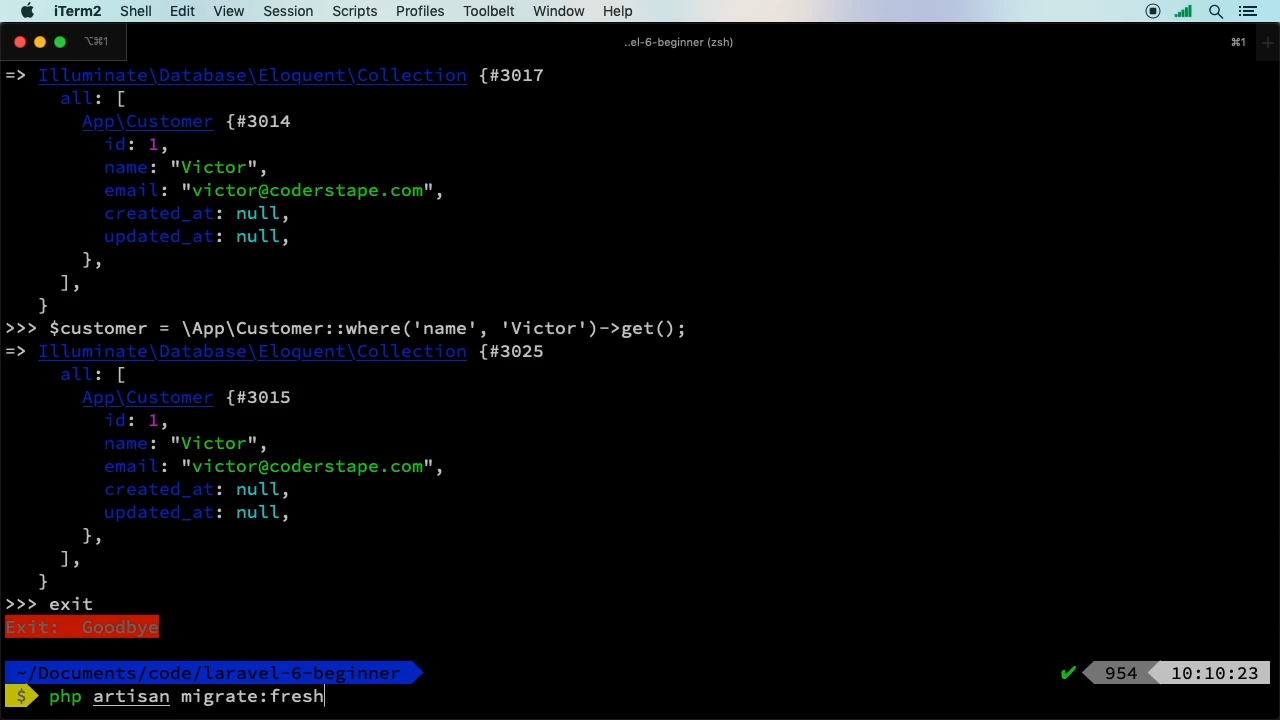 iTerm2 Shell Edit View Session Scripts Profiles Toolbelt Window Help
⌥⌘1 ..el-6-beginner (zsh) ⌘1
=> Illuminate\Database\Eloquent\Collection {#3017
all: [
App\Customer {#3014
id: 1,
name: "Victor",
email: "victor@coderstape.com",
created_at: null,
updated_at: null,
},
],
}
>>> $customer = \App\Customer::where('name', 'Victor')->get();
=> Illuminate\Database\Eloquent\Collection {#3025
all: [
App\Customer {#3015
id: 1,
name: "Victor",
email: "victor@coderstape.com",
created_at: null,
updated_at: null,
},
],
}
>>> exit
Exit: Goodbye
~/Documents/code/laravel-6-beginner ✔ 954 10:10:23
$ php artisan migrate:fresh